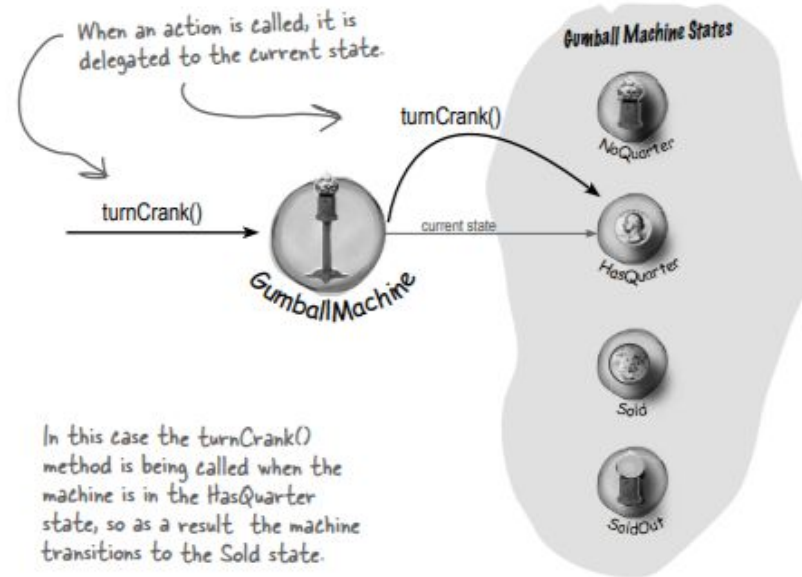 When an action is called, it is
delegated to the current state.
Gumball Machine States
turnCrank()
NoQuarter
turnCrank()
current state
HasQuarter
GumballMachine
Sold
SoldOut
In this case the turnCrank()
method is being called when the
machine is in the HasQuarter
state, so as a result the machine
transitions to the Sold state.